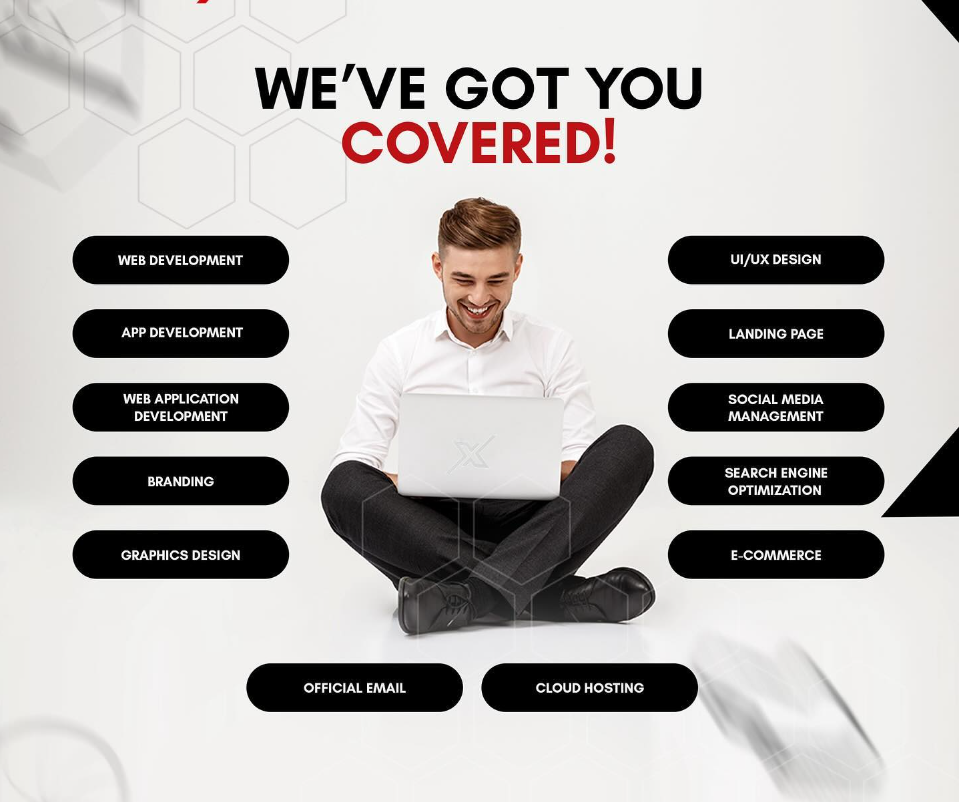 WE’VE GOT YOU
COVERED!
WEB DEVELOPMENT
APP DEVELOPMENT
WEB APPLICATION
DEVELOPMENT
BRANDING
GRAPHICS DESIGN
UI/UX DESIGN
LANDING PAGE
SOCIAL MEDIA
MANAGEMENT
SEARCH ENGINE
OPTIMIZATION
E-COMMERCE
OFFICIAL EMAIL
CLOUD HOSTING